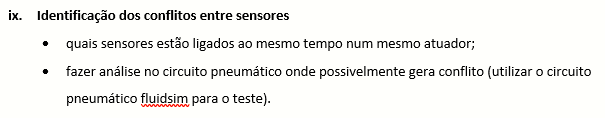 ix. Identificação dos conflitos entre sensores
• quais sensores estão ligados ao mesmo tempo num mesmo atuador;
• fazer análise no circuito pneumático onde possivelmente gera conflito (utilizar o circuito
pneumático fluidsim para o teste).